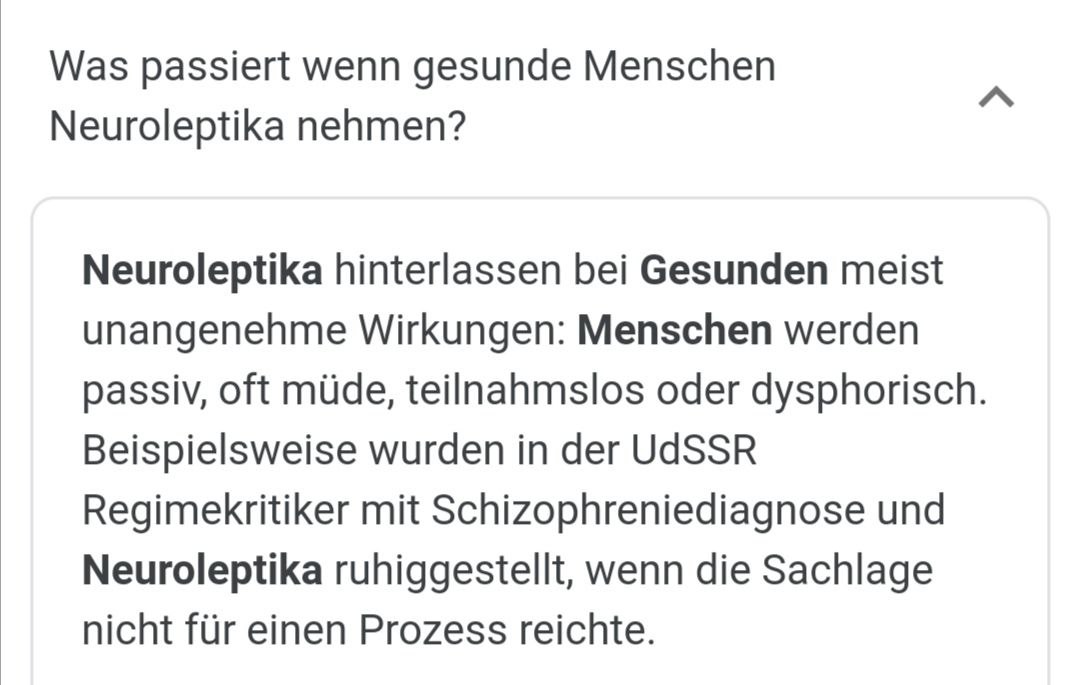 Was passiert wenn gesunde Menschen
Neuroleptika nehmen?
Neuroleptika hinterlassen bei Gesunden meist
unangenehme Wirkungen: Menschen werden
passiv, oft müde, teilnahmslos oder dysphorisch.
Beispielsweise wurden in der UdSSR
Regimekritiker mit Schizophreniediagnose und
Neuroleptika ruhiggestellt, wenn die Sachlage
nicht für einen Prozess reichte.